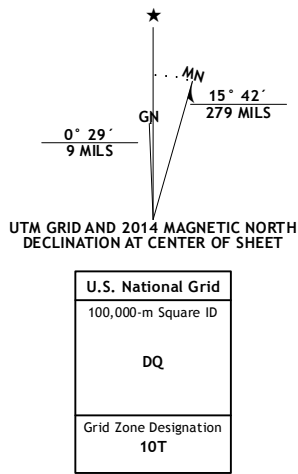 ★
MN
GN
15° 42´
279 MILS
0° 29´
9 MILS
UTM GRID AND 2014 MAGNETIC NORTH
DECLINATION AT CENTER OF SHEET
U.S. National Grid
100,000-m Square ID
DQ
Grid Zone Designation
10T